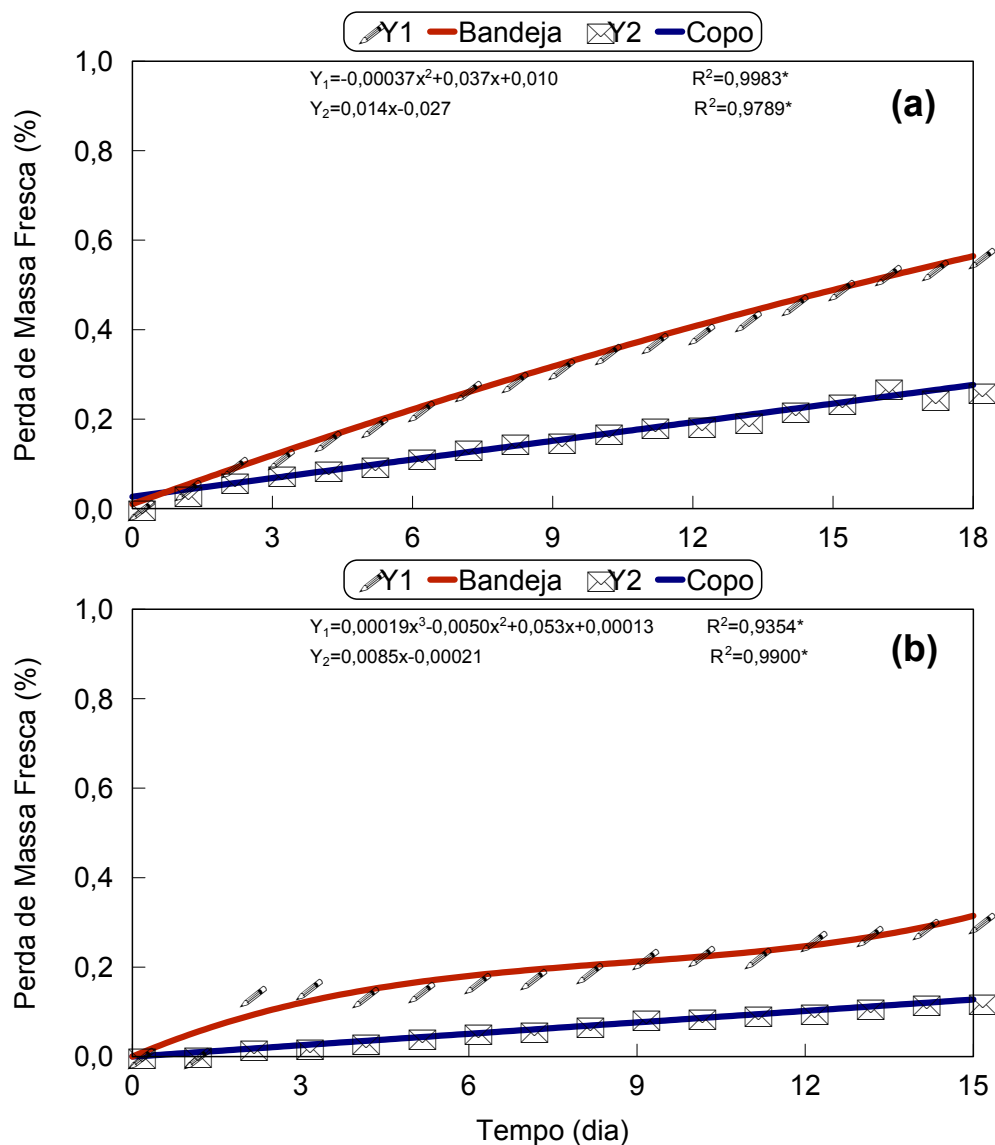 Y1 Bandeja Y2 Copo
1,0
Y₁=-0,00037x²+0,037x+0,010 R²=0,9983*
Y₂=0,014x-0,027 R²=0,9789*
(a)
0,8
0,6
0,4
0,2
0,0
Perda de Massa Fresca (%)
0 3 6 9 12 15 18
Y1 Bandeja Y2 Copo
1,0
Y₁=0,00019x³-0,0050x²+0,053x+0,00013 R²=0,9354*
Y₂=0,0085x-0,00021 R²=0,9900*
(b)
0,8
0,6
0,4
0,2
0,0
Perda de Massa Fresca (%)
0 3 6 9 12 15
Tempo (dia)